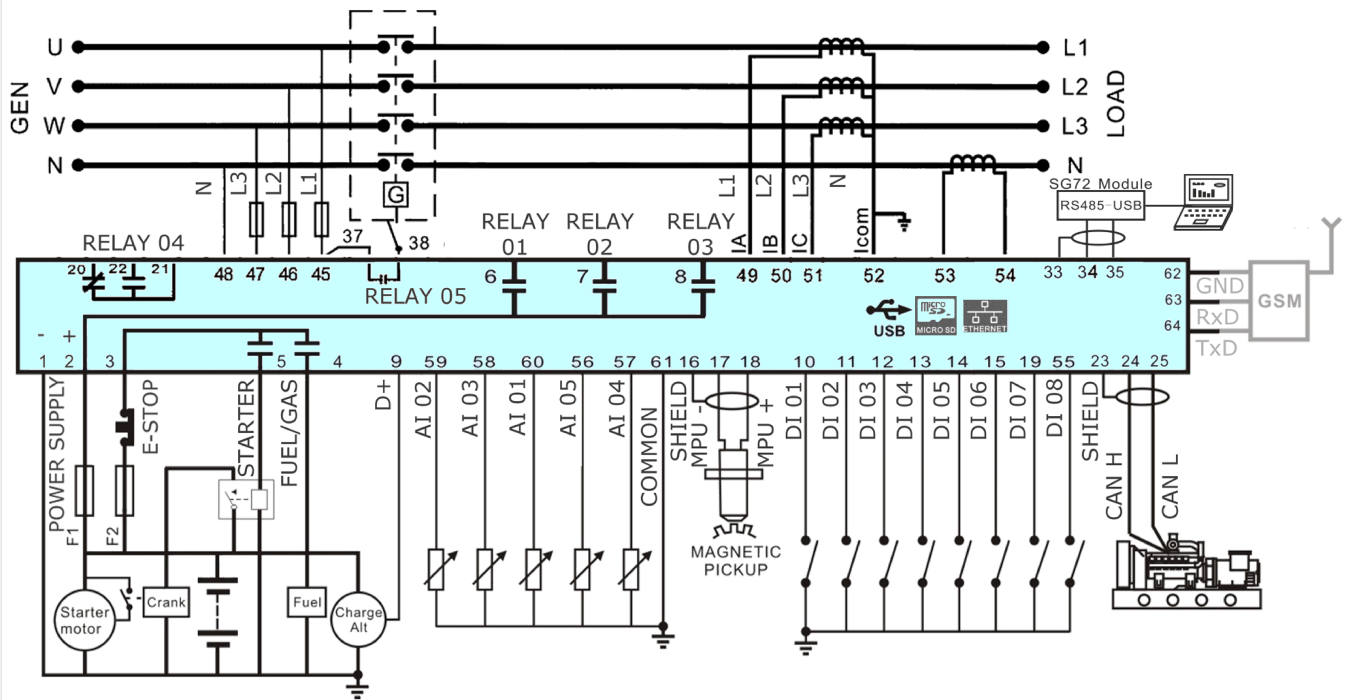 U
L1
V
L2
GEN
LOAD
W
L3
N
N
N
L3
L2
L1
G
37
38
L1
L2
L3
N
SG72 Module
RS485-USB
RELAY 04
RELAY
01
RELAY
02
RELAY
03
IA
IB
IC
Icom
20
22
21
48
47
46
45
6
7
8
49
50
51
52
53
54
33
34
35
62
GND
63
RxD
64
TxD
GSM
RELAY 05
USB
MICRO SD
MICRO SD
ETHERNET
- +
1
2
3
5
4
9
59
58
60
56
57
61
16
17
18
10
11
12
13
14
15
19
55
23
24
25
POWER SUPPLY
E-STOP
STARTER
FUEL/GAS
D+
AI 02
AI 03
AI 01
AI 05
AI 04
COMMON
SHIELD
MPU -
MPU +
DI 01
DI 02
DI 03
DI 04
DI 05
DI 06
DI 07
DI 08
SHIELD
CAN H
CAN L
F1
F2
MAGNETIC
PICKUP
Starter
motor
Crank
Fuel
Charge
Alt